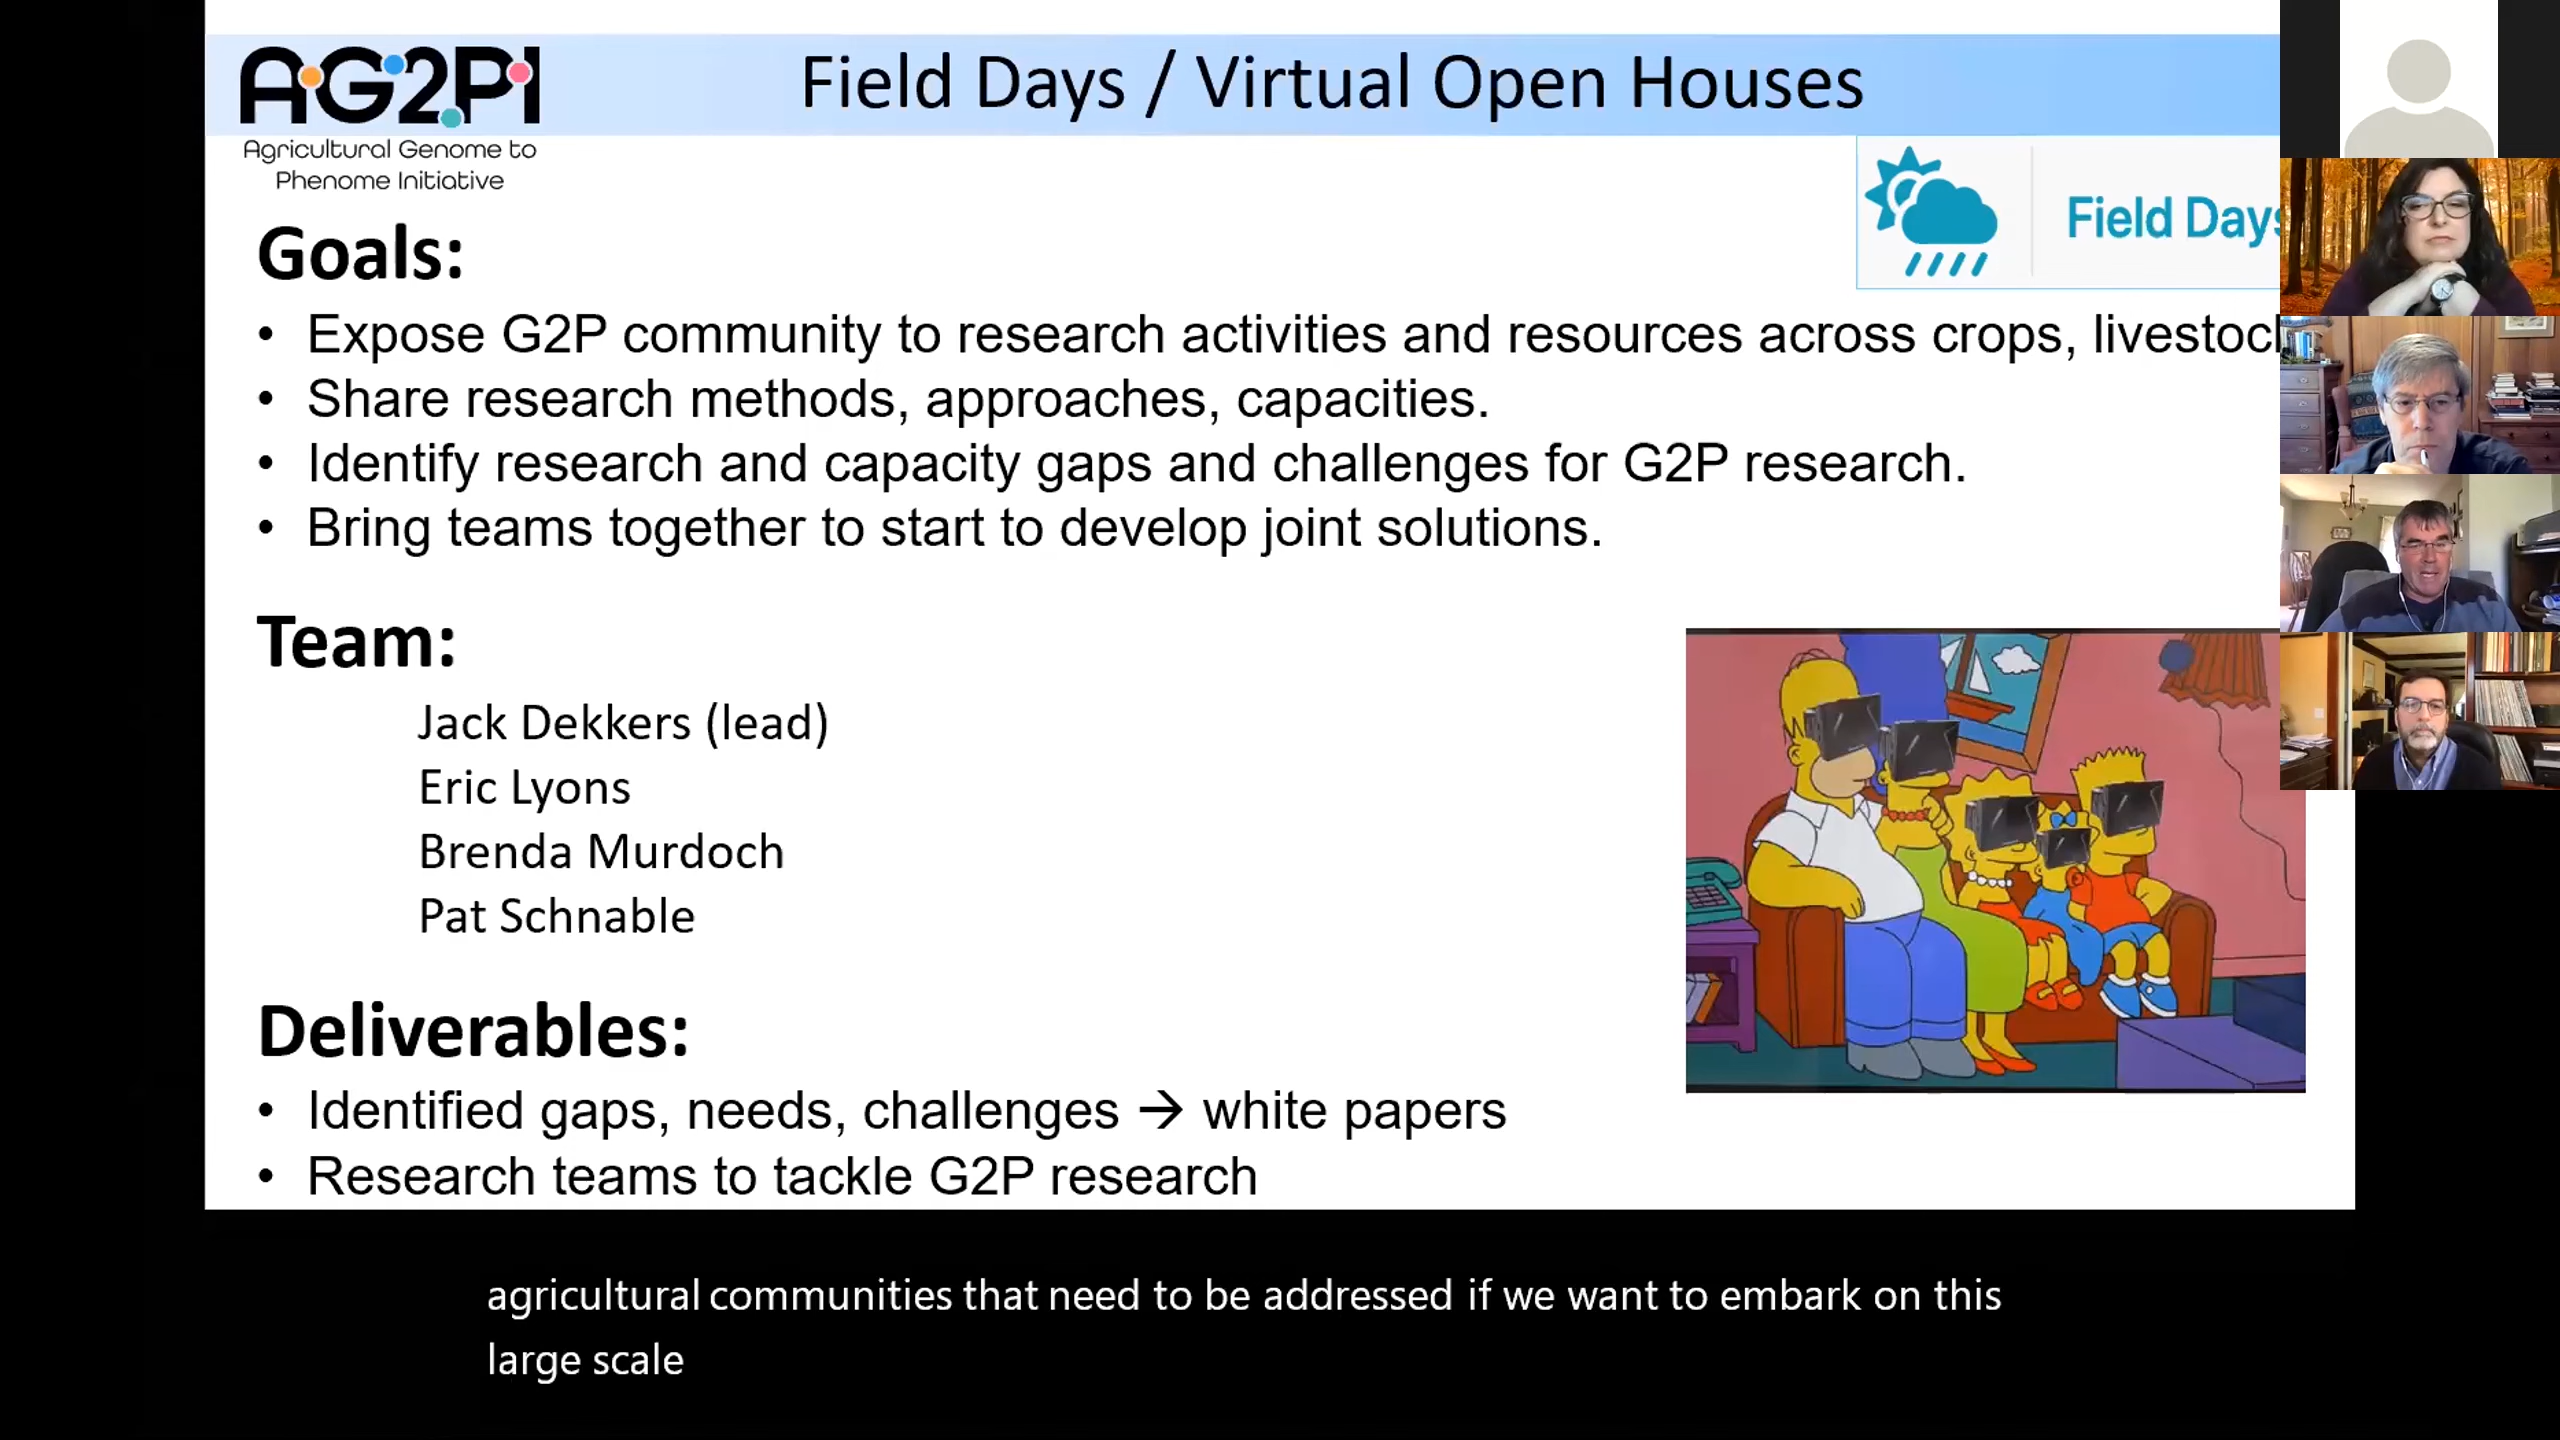 AG2PI
Agricultural Genome to
Phenome Initiative
Field Days / Virtual Open Houses
Field Days
Goals:
• Expose G2P community to research activities and resources across crops,
• Share research methods, approaches, capacities.
• Identify research and capacity gaps and challenges for G2P research.
• Bring teams together to start to develop joint solutions.
Team:
Jack Dekkers (lead)
Eric Lyons
Brenda Murdoch
Pat Schnable
Deliverables:
• Identified gaps, needs, challenges → white papers
• Research teams to tackle G2P research
agricultural communities that need to be addressed if we want to embark on this
large scale